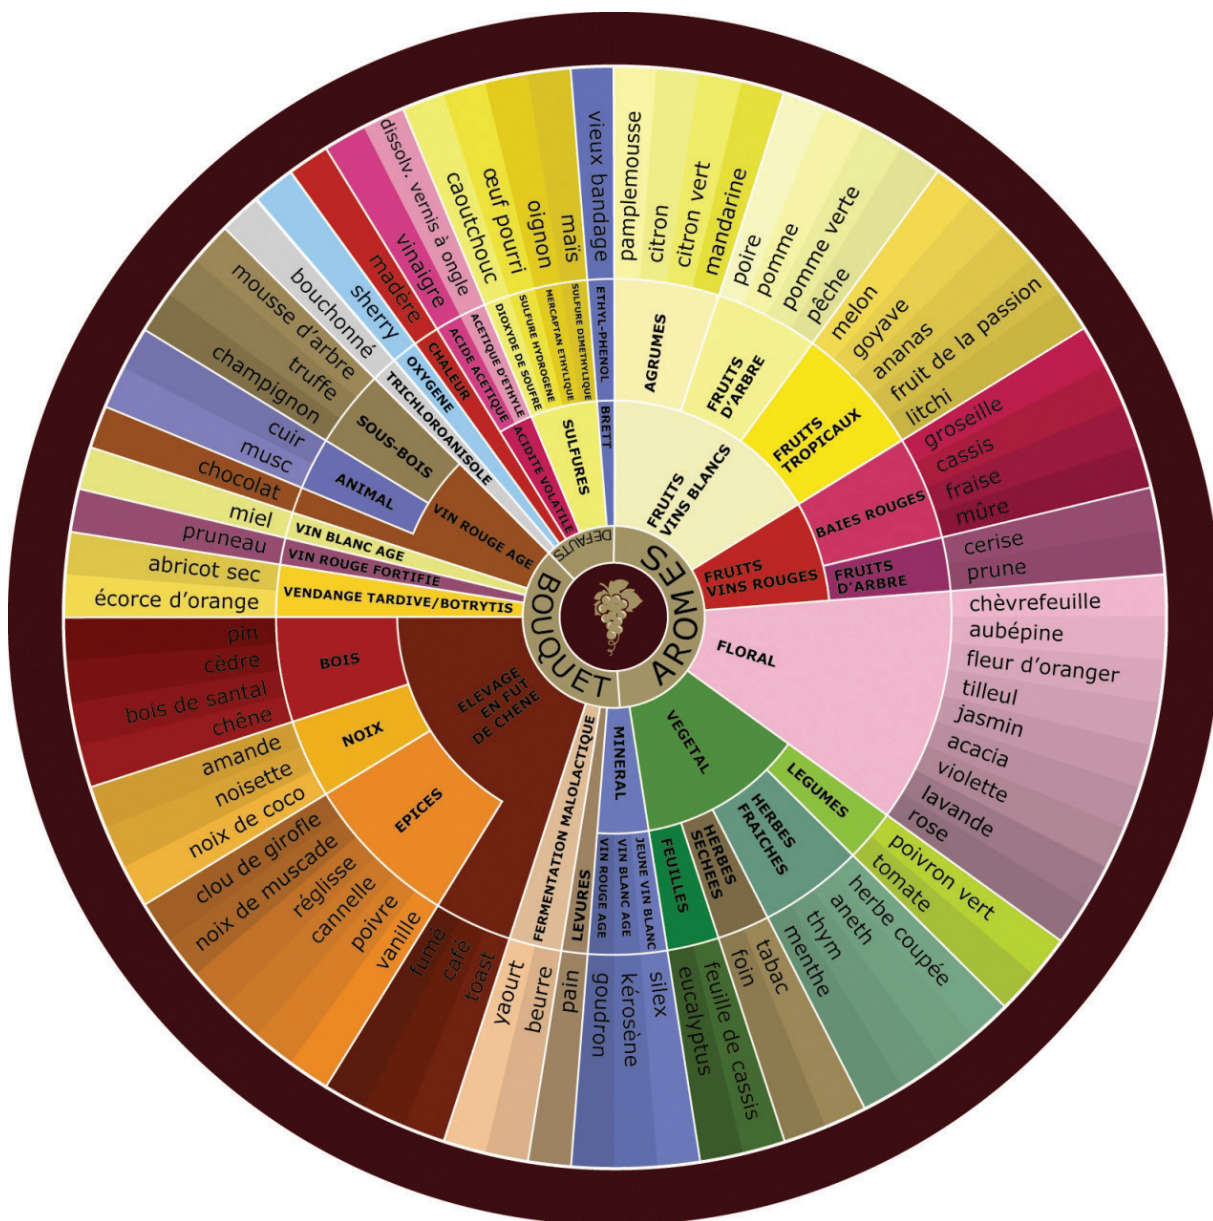 AROMES
BOUQUET
DÉFAUTS
FRUITS
VINS BLANCS
AGRUMES
pamplemousse
citron
citron vert
mandarine
FRUITS
D'ARBRE
poire
pomme
pomme verte
pêche
FRUITS
TROPICAUX
melon
goyave
ananas
fruit de la passion
litchi
FRUITS
VINS ROUGES
BAIES ROUGES
groseille
cassis
fraise
mûre
FRUITS
D'ARBRE
cerise
prune
FLORAL
chèvrefeuille
aubépine
fleur d'oranger
tilleul
jasmin
acacia
violette
lavande
rose
VEGETAL
LEGUMES
poivron vert
tomate
HERBES
FRAICHES
herbe coupée
aneth
thym
menthe
HERBES
SECHEES
tabac
foin
FEUILLES
feuille de cassis
eucalyptus
MINERAL
JEUNE VIN BLANC
VIN BLANC AGE
VIN ROUGE AGE
silex
kérosène
goudron
LEVURES
pain
FERMENTATION MALOLACTIQUE
beurre
yaourt
ELEVAGE
EN FUT
DE CHENE
toast
café
fumé
EPICES
vanille
poivre
cannelle
réglisse
noix de muscade
clou de girofle
NOIX
noix de coco
noisette
amande
BOIS
chêne
bois de santal
cèdre
pin
VENDANGE TARDIVE/BOTRYTIS
écorce d'orange
abricot sec
VIN ROUGE FORTIFIE
pruneau
VIN BLANC AGE
miel
VIN ROUGE AGE
chocolat
ANIMAL
musc
cuir
SOUS-BOIS
champignon
truffe
mousse d'arbre
TRICHLOROANISOLE
bouchonné
OXYGENE
sherry
CHALEUR
madère
ACIDITE VOLATILE
ACIDE ACETIQUE
vinaigre
ACETIQUE D'ETHYLE
dissolv. vernis à ongle
SULFURES
DIOXYDE DE SOUFRE
caoutchouc
SULFURE HYDROGENE
œuf pourri
MERCAPTAN ETHYLIQUE
oignon
SULFURE DIMETHYLIQUE
maïs
BRETT
ETHYL-PHENOL
vieux bandage